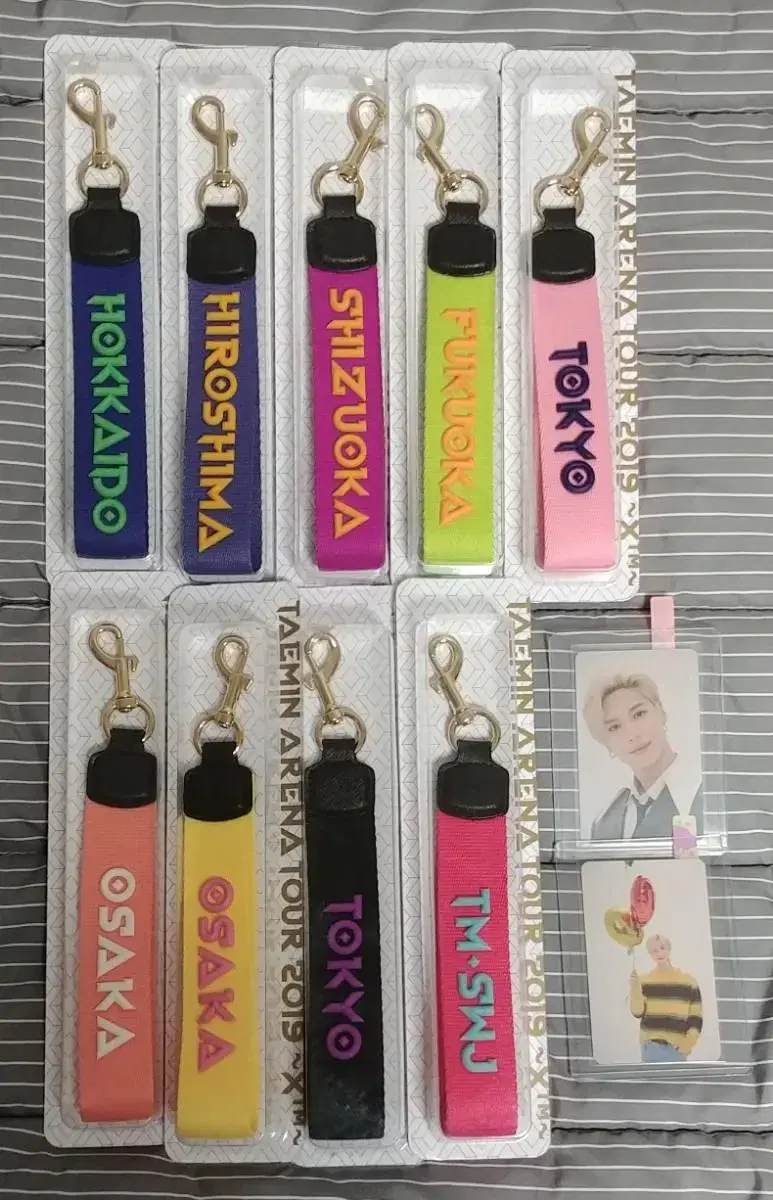 HOKKAIDO
HIROSHIMA
SHIZUOKA
FUKUOKA
TOKYO
TAEMIN ARENA TOUR 2019 ~X™~
OSAKA
OSAKA
TAEMIN ARENA TOUR 2019 ~X™~
TOKYO
TM·SWJ
TAEMIN ARENA TOUR 2019 ~X™~